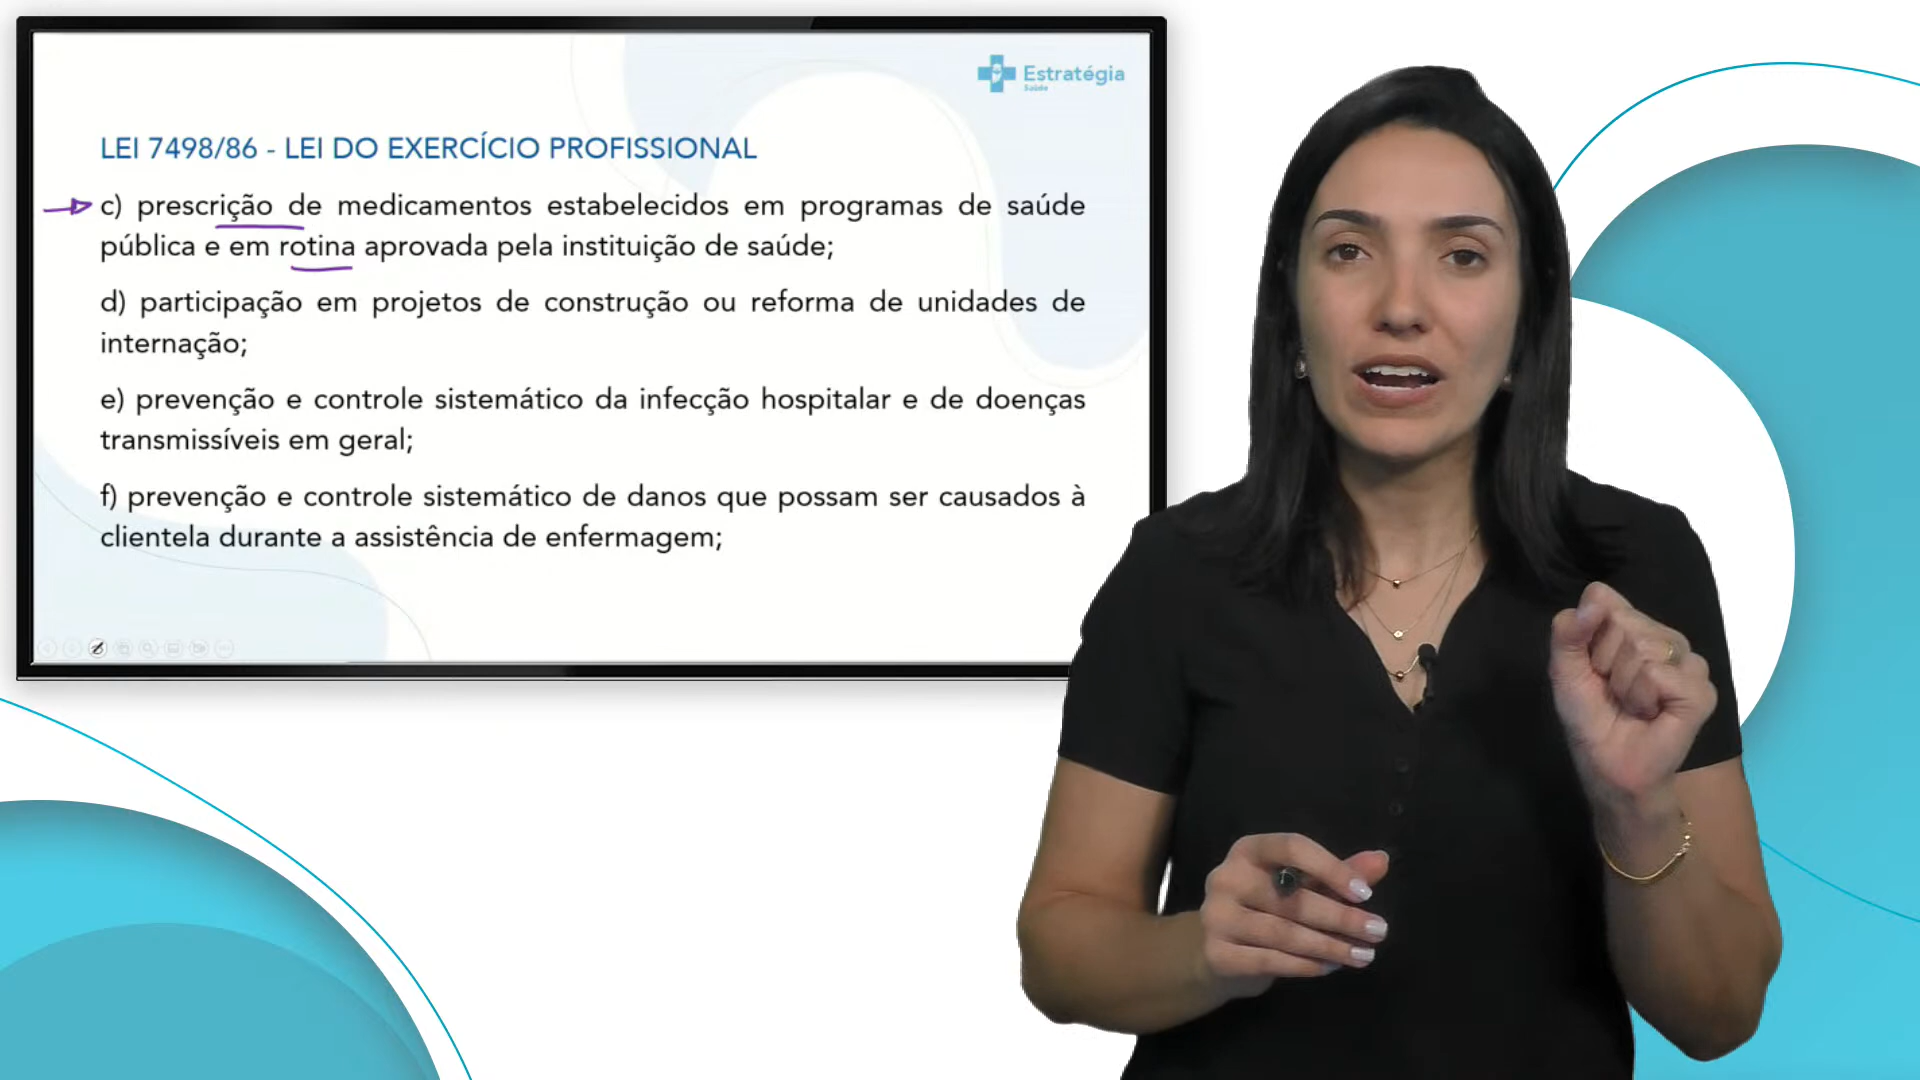 Estratégia
Saúde
LEI 7498/86 - LEI DO EXERCÍCIO PROFISSIONAL
c) prescrição de medicamentos estabelecidos em programas de saúde
pública e em rotina aprovada pela instituição de saúde;
d) participação em projetos de construção ou reforma de unidades de
internação;
e) prevenção e controle sistemático da infecção hospitalar e de doenças
transmissíveis em geral;
f) prevenção e controle sistemático de danos que possam ser causados à
clientela durante a assistência de enfermagem;